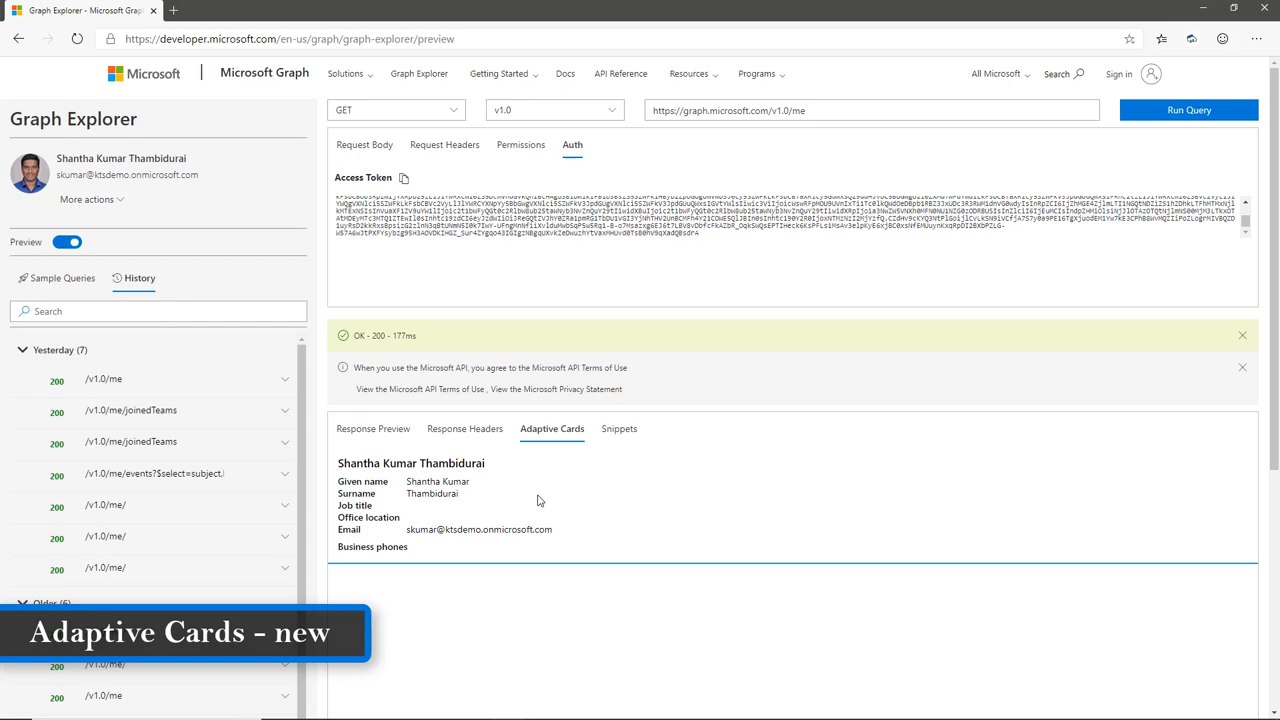 Graph Explorer - Microsoft Gra
https://developer.microsoft.com/en-us/graph/graph-explorer/preview
Microsoft
Microsoft Graph
Solutions
Graph Explorer
Getting Started
Docs
API Reference
Resources
Programs
All Microsoft
Search
Sign in
Graph Explorer
Shantha Kumar Thambidurai
skumar@ktsdemo.onmicrosoft.com
More actions
Preview
Sample Queries
History
Search
Yesterday (7)
200 /v1.0/me
200 /v1.0/me/joinedTeams
200 /v1.0/me/joinedTeams
200 /v1.0/me/events?$select=subject,
200 /v1.0/me/
200 /v1.0/me/
200 /v1.0/me/
Older (6)
200 /v1.0/me/
200 /v1.0/me
GET
v1.0
https://graph.microsoft.com/v1.0/me
Run Query
Request Body
Request Headers
Permissions
Auth
Access Token
OK - 200 - 177ms
When you use the Microsoft API, you agree to the Microsoft API Terms of Use
View the Microsoft API Terms of Use , View the Microsoft Privacy Statement
Response Preview
Response Headers
Adaptive Cards
Snippets
Shantha Kumar Thambidurai
Given name Shantha Kumar
Surname Thambidurai
Job title
Office location
Email skumar@ktsdemo.onmicrosoft.com
Business phones
Adaptive Cards - new